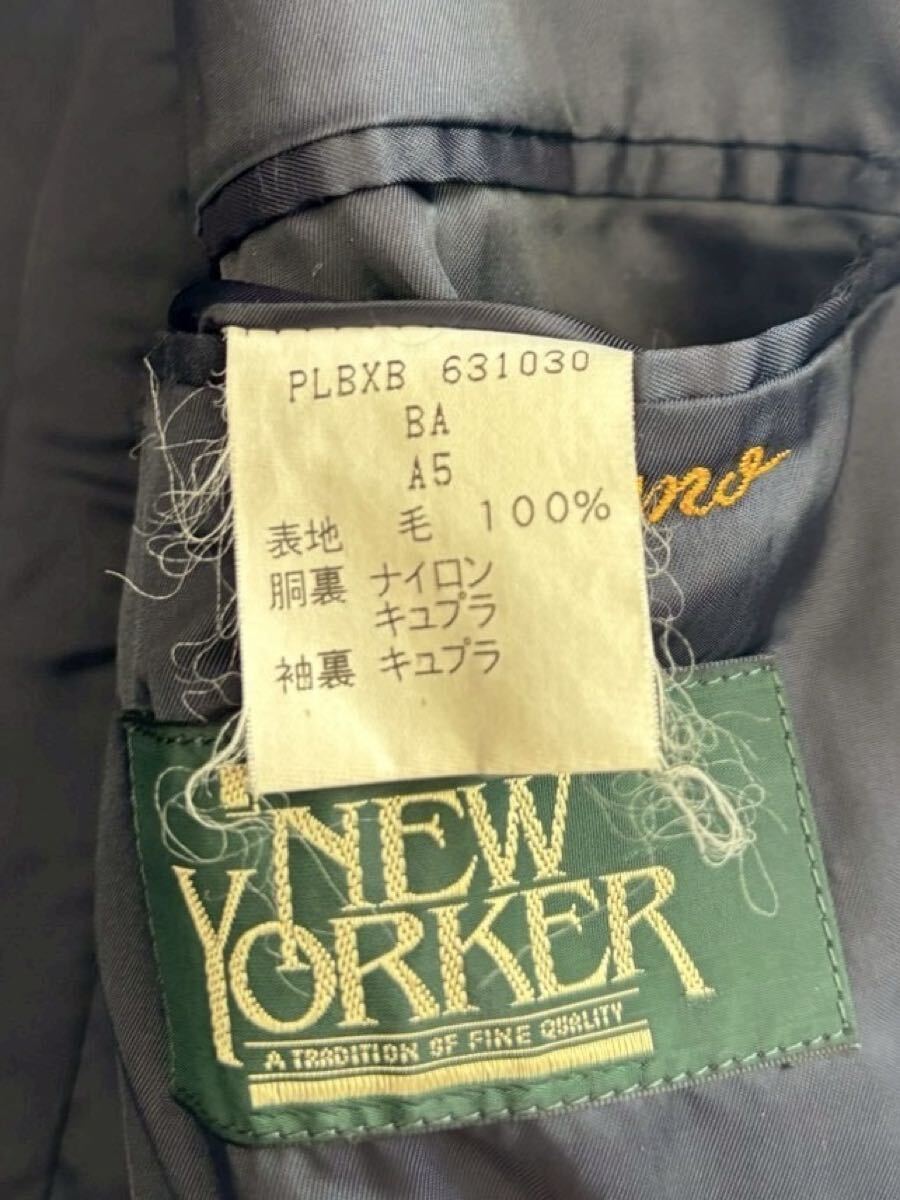 PLBXB 631030
BA
A5
表地 毛 100%
胴裏 ナイロン
キュプラ
袖裏 キュプラ
NEW
YORKER
A TRADITION OF FINE QUALITY